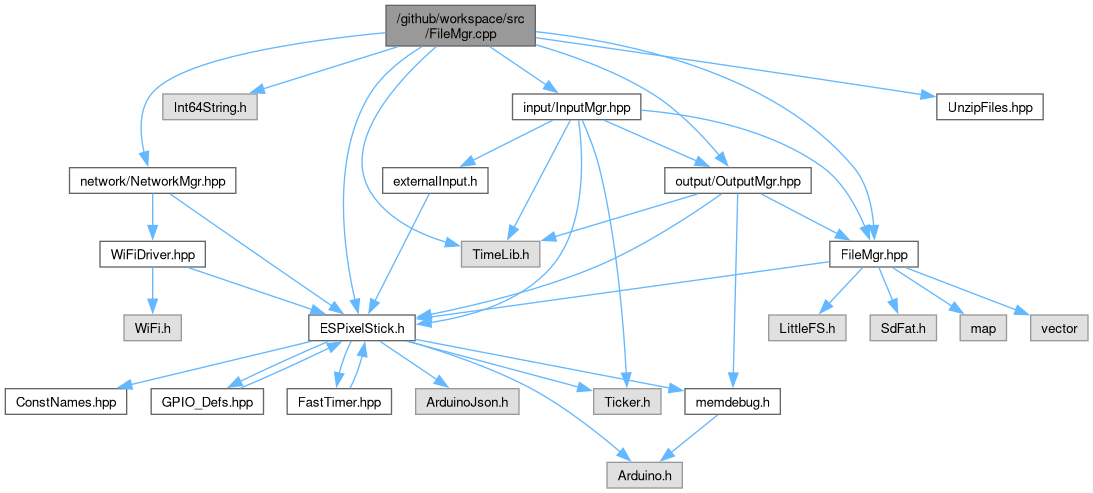 /github/workspace/src
/FileMgr.cpp
Int64String.h
input/InputMgr.hpp
UnzipFiles.hpp
network/NetworkMgr.hpp
externalInput.h
output/OutputMgr.hpp
WiFiDriver.hpp
TimeLib.h
FileMgr.hpp
WiFi.h
ESPixelStick.h
LittleFS.h
SdFat.h
map
vector
ConstNames.hpp
GPIO_Defs.hpp
FastTimer.hpp
ArduinoJson.h
Ticker.h
memdebug.h
Arduino.h